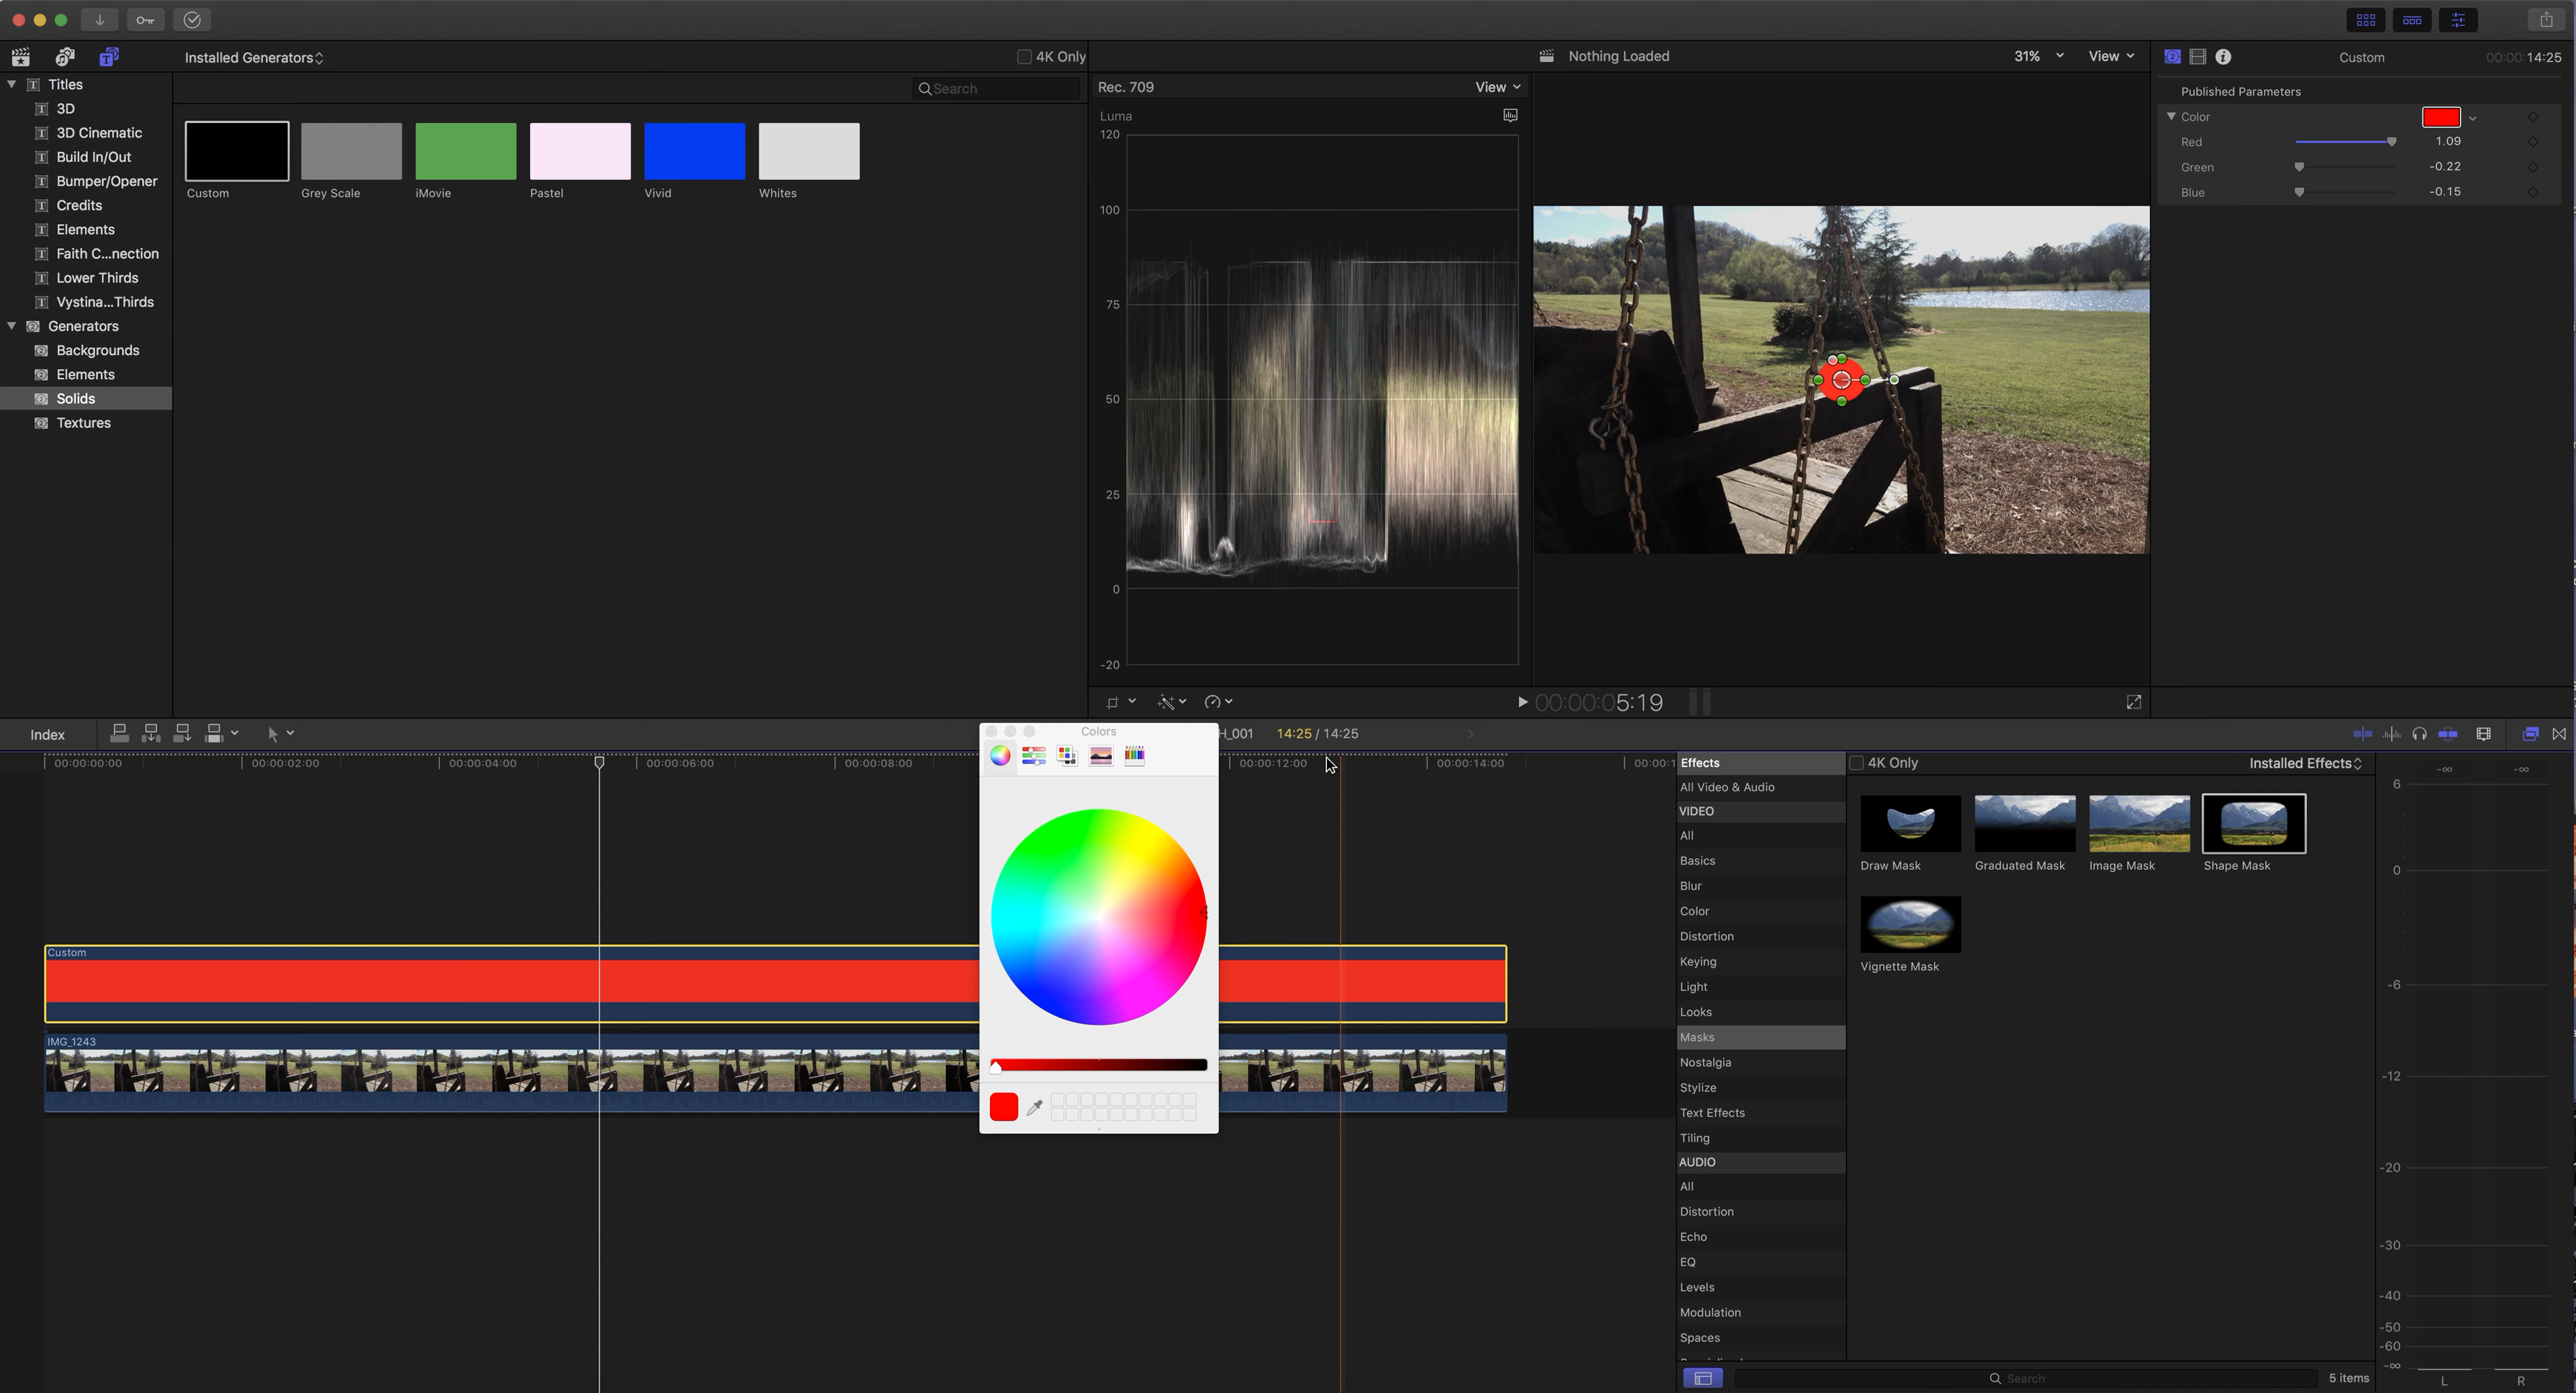 Installed Generators
4K Only
Nothing Loaded
31%
View
Custom
00:00:00:14:25
Titles
3D
3D Cinematic
Build In/Out
Bumper/Opener
Credits
Elements
Faith C...nection
Lower Thirds
Vystina...Thirds
Generators
Backgrounds
Elements
Solids
Textures
Search
Custom
Grey Scale
iMovie
Pastel
Vivid
Whites
Rec. 709
View
Luma
120
100
75
50
25
0
-20
Published Parameters
Color
Red
1.09
Green
-0.22
Blue
-0.15
00:00:05:19
Index
H_001
14:25 / 14:25
Colors
00:00:00:00
00:00:02:00
00:00:04:00
00:00:06:00
00:00:08:00
00:00:12:00
00:00:14:00
00:00:1
Custom
IMG_1243
Effects
All Video & Audio
VIDEO
All
Basics
Blur
Color
Distortion
Keying
Light
Looks
Masks
Nostalgia
Stylize
Text Effects
Tiling
AUDIO
All
Distortion
Echo
EQ
Levels
Modulation
Spaces
4K Only
Installed Effects
Draw Mask
Graduated Mask
Image Mask
Shape Mask
Vignette Mask
Search
5 items
-∞
-∞
6
0
-6
-12
-20
-30
-40
-50
-60
-∞
L
R